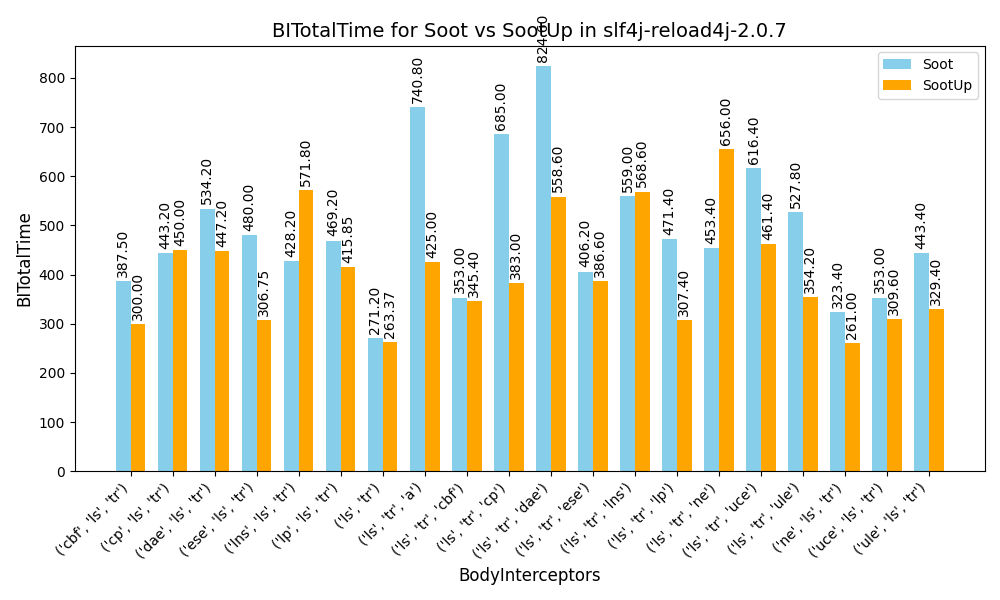 BITotalTime for Soot vs SootUp in slf4j-reload4j-2.0.7
Soot
SootUp
BITotalTime
800
700
600
500
400
300
200
100
0
387.50
300.00
443.20
450.00
534.20
447.20
480.00
306.75
428.20
571.80
469.20
415.85
271.20
263.37
740.80
425.00
353.00
345.40
685.00
383.00
824.60
558.60
406.20
386.60
559.00
568.60
471.40
307.40
453.40
656.00
616.40
461.40
527.80
354.20
323.40
261.00
353.00
309.60
443.40
329.40
('cbf', 'ls', 'tr')
('cp', 'ls', 'tr')
('dae', 'ls', 'tr')
('ese', 'ls', 'tr')
('lns', 'ls', 'tr')
('lp', 'ls', 'tr')
('ls', 'tr')
('ls', 'tr', 'a')
('ls', 'tr', 'cbf')
('ls', 'tr', 'cp')
('ls', 'tr', 'dae')
('ls', 'tr', 'ese')
('ls', 'tr', 'lns')
('ls', 'tr', 'lp')
('ls', 'tr', 'ne')
('ls', 'tr', 'uce')
('ls', 'tr', 'ule')
('ne', 'ls', 'tr')
('uce', 'ls', 'tr')
('ule', 'ls', 'tr')
BodyInterceptors